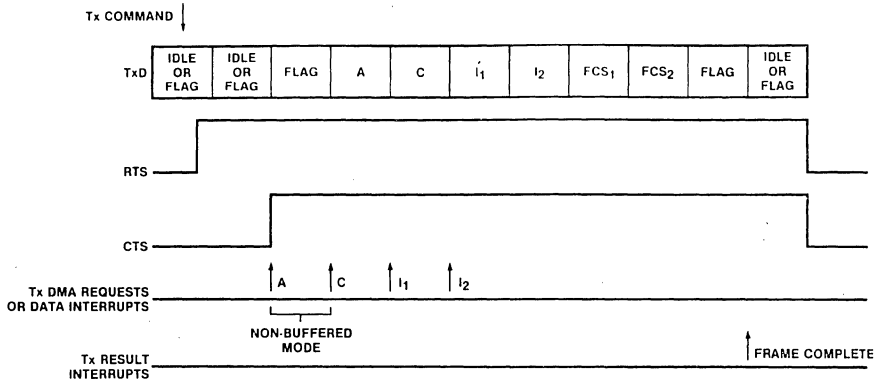 Tx COMMAND
TxD
IDLE OR FLAG
IDLE OR FLAG
FLAG
A
C
I1
I2
FCS1
FCS2
FLAG
IDLE OR FLAG
RTS
CTS
Tx DMA REQUESTS
OR DATA INTERRUPTS
A
C
I1
I2
NON-BUFFERED
MODE
Tx RESULT
INTERRUPTS
FRAME COMPLETE